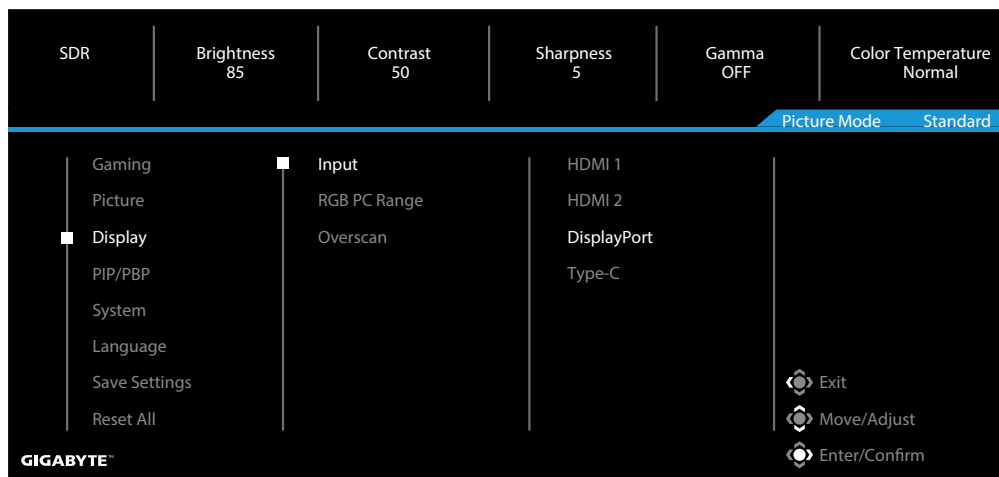 SDR Brightness Contrast Sharpness Gamma Color Temperature
85 50 5 OFF Normal
Picture Mode Standard
Gaming Input HDMI 1
Picture RGB PC Range HDMI 2
Display Overscan DisplayPort
PIP/PBP Type-C
System
Language
Save Settings Exit
Reset All Move/Adjust
GIGABYTE™ Enter/Confirm